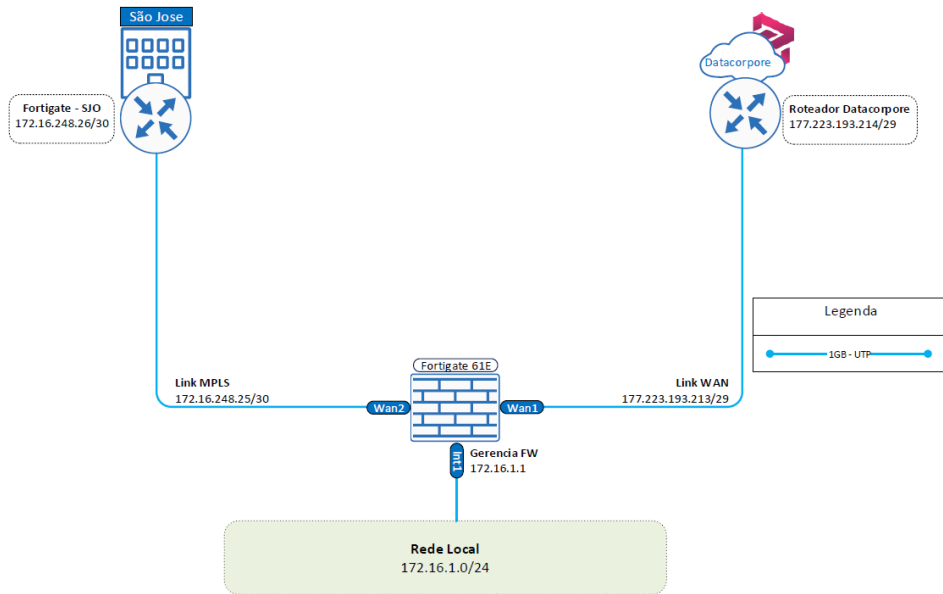 São Jose
Datacorpore
Fortigate - SJO
172.16.248.26/30
Roteador Datacorpore
177.223.193.214/29
Legenda
1GB - UTP
Fortigate 61E
Link MPLS
172.16.248.25/30
Link WAN
177.223.193.213/29
Wan2
Wan1
Int1
Gerencia FW
172.16.1.1
Rede Local
172.16.1.0/24